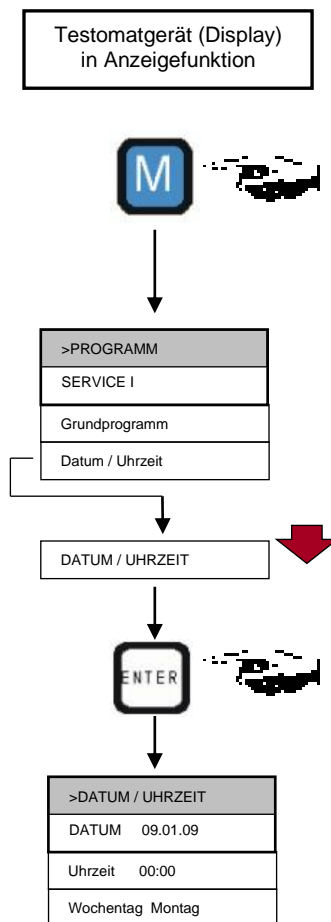 Testomatgerät (Display)
in Anzeigefunktion
M
>PROGRAMM
SERVICE I
Grundprogramm
Datum / Uhrzeit
DATUM / UHRZEIT
ENTER
>DATUM / UHRZEIT
DATUM 09.01.09
Uhrzeit 00:00
Wochentag Montag